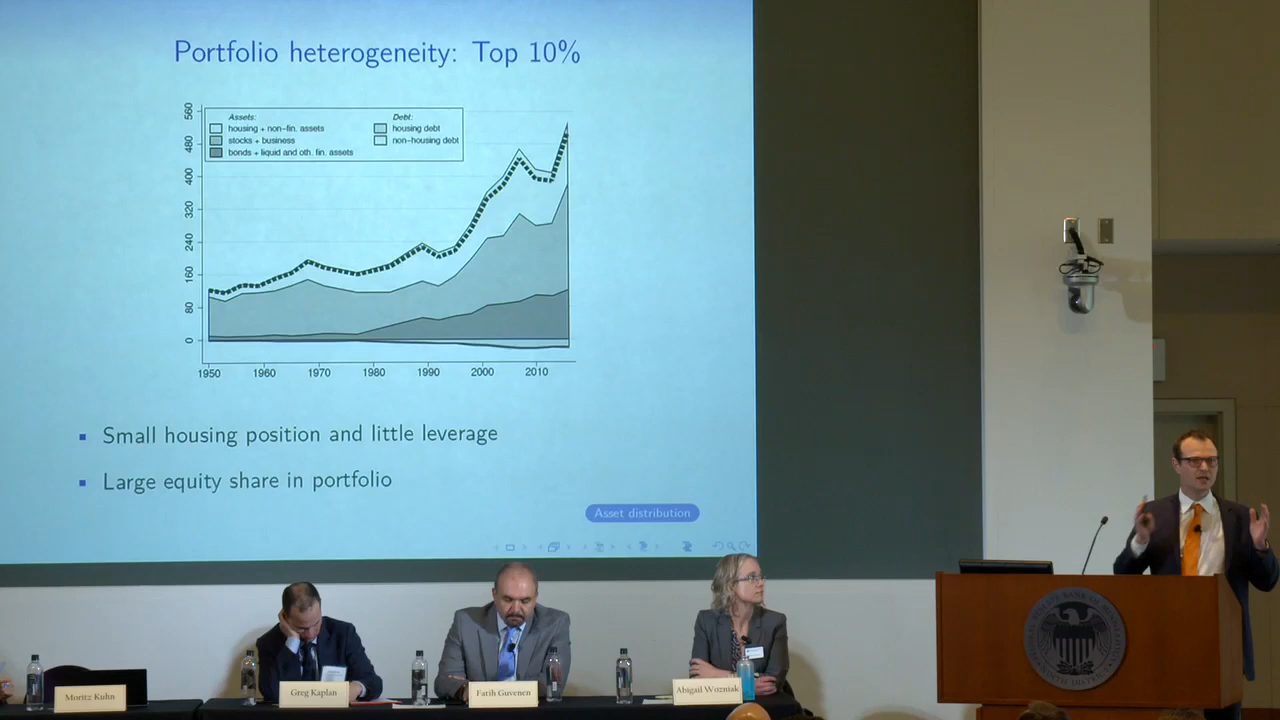 Portfolio heterogeneity: Top 10%
Assets:
housing + non-fin. assets
stocks + business
bonds + liquid and oth. fin. assets
Debt:
housing debt
non-housing debt
560
480
400
320
240
160
80
0
1950 1960 1970 1980 1990 2000 2010
Small housing position and little leverage
Large equity share in portfolio
Asset distribution
Moritz Kuhn
Greg Kaplan
Fatih Guvenen
Abigail Wozniak